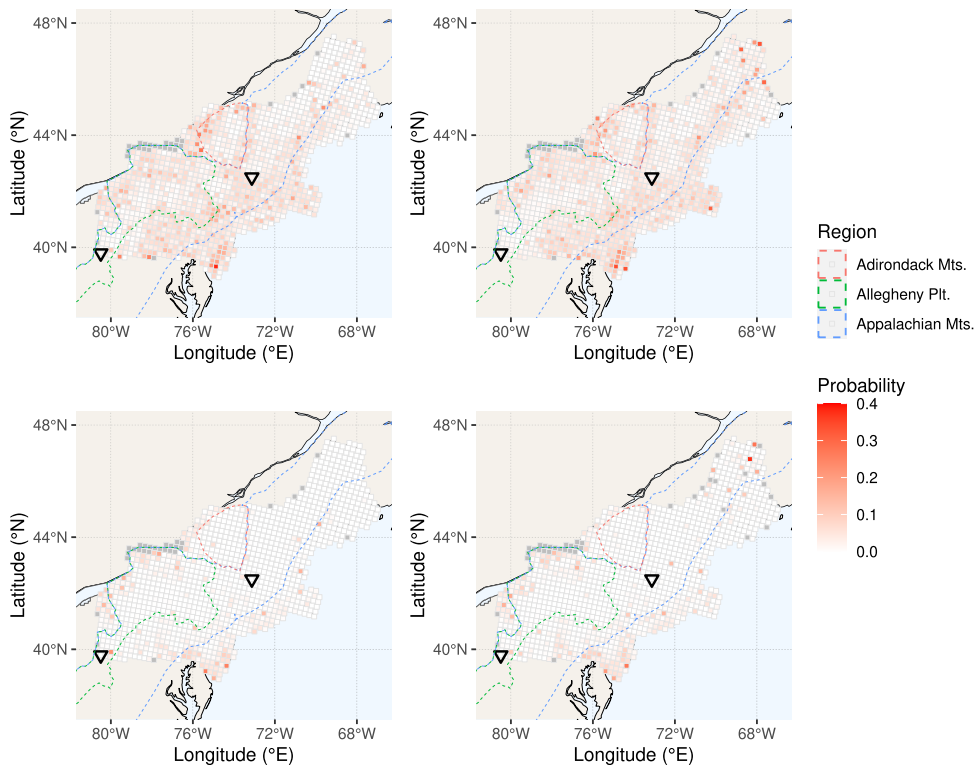 48°N
44°N
40°N
Latitude (°N)
80°W 76°W 72°W 68°W
Longitude (°E)
48°N
44°N
40°N
Latitude (°N)
80°W 76°W 72°W 68°W
Longitude (°E)
Region
Adirondack Mts.
Allegheny Plt.
Appalachian Mts.
Probability
0.4
0.3
0.2
0.1
0.0
48°N
44°N
40°N
Latitude (°N)
80°W 76°W 72°W 68°W
Longitude (°E)
48°N
44°N
40°N
Latitude (°N)
80°W 76°W 72°W 68°W
Longitude (°E)